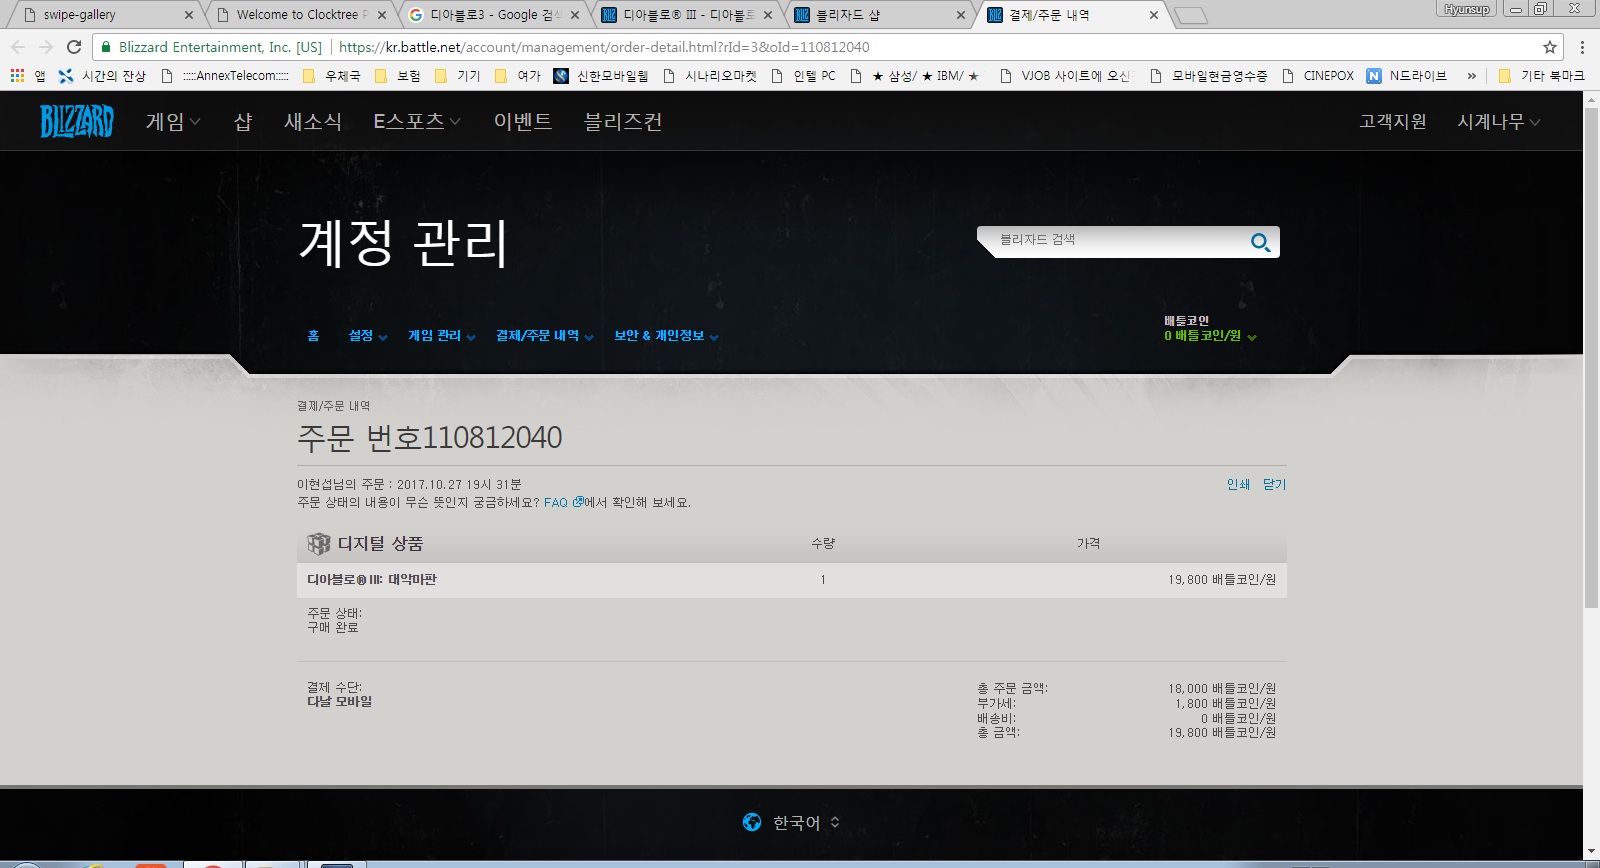 swipe-gallery
Welcome to Clocktree P
디아블로3 - Google 검색
디아블로® III - 디아블로
블리자드 샵
결제/주문 내역
Hyunsup
Blizzard Entertainment, Inc. [US]
https://kr.battle.net/account/management/order-detail.html?rId=3&oId=110812040
앱
시간의 잔상
:::::AnnexTelecom:::::
우체국
보험
기기
여가
신한모바일웹
시나리오마켓
인텔 PC
★ 삼성/ ★ IBM/ ★
VJOB 사이트에 오신
모바일현금영수증
CINEPOX
N드라이브
»
기타 북마크
BLIZZARD
게임
샵
새소식
E스포츠
이벤트
블리즈컨
고객지원
시계나무
계정 관리
블리자드 검색
홈
설정
게임 관리
결제/주문 내역
보안 & 개인정보
배틀코인
0 배틀코인/원
결제/주문 내역
주문 번호110812040
이현섭님의 주문 : 2017.10.27 19시 31분
인쇄 닫기
주문 상태의 내용이 무슨 뜻인지 궁금하세요? FAQ 에서 확인해 보세요.
디지털 상품 수량 가격
디아블로® III: 대악마판 1 19,800 배틀코인/원
주문 상태:
구매 완료
결제 수단:
다날 모바일
총 주문 금액: 18,000 배틀코인/원
부가세: 1,800 배틀코인/원
배송비: 0 배틀코인/원
총 금액: 19,800 배틀코인/원
한국어